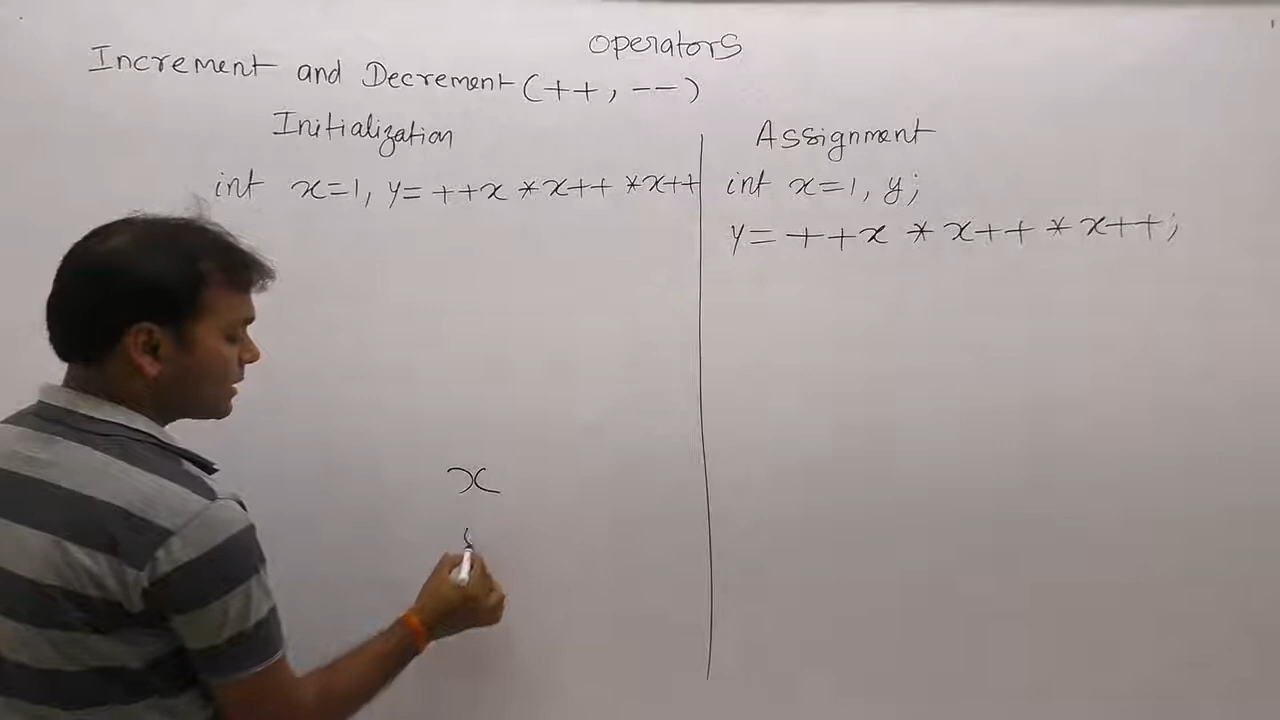 Operators
Increment and Decrement (++, --)
Initialization
int x=1, y= ++x *x++ *x++
Assignment
int x=1, y;
y= ++x * x++ * x++;
x